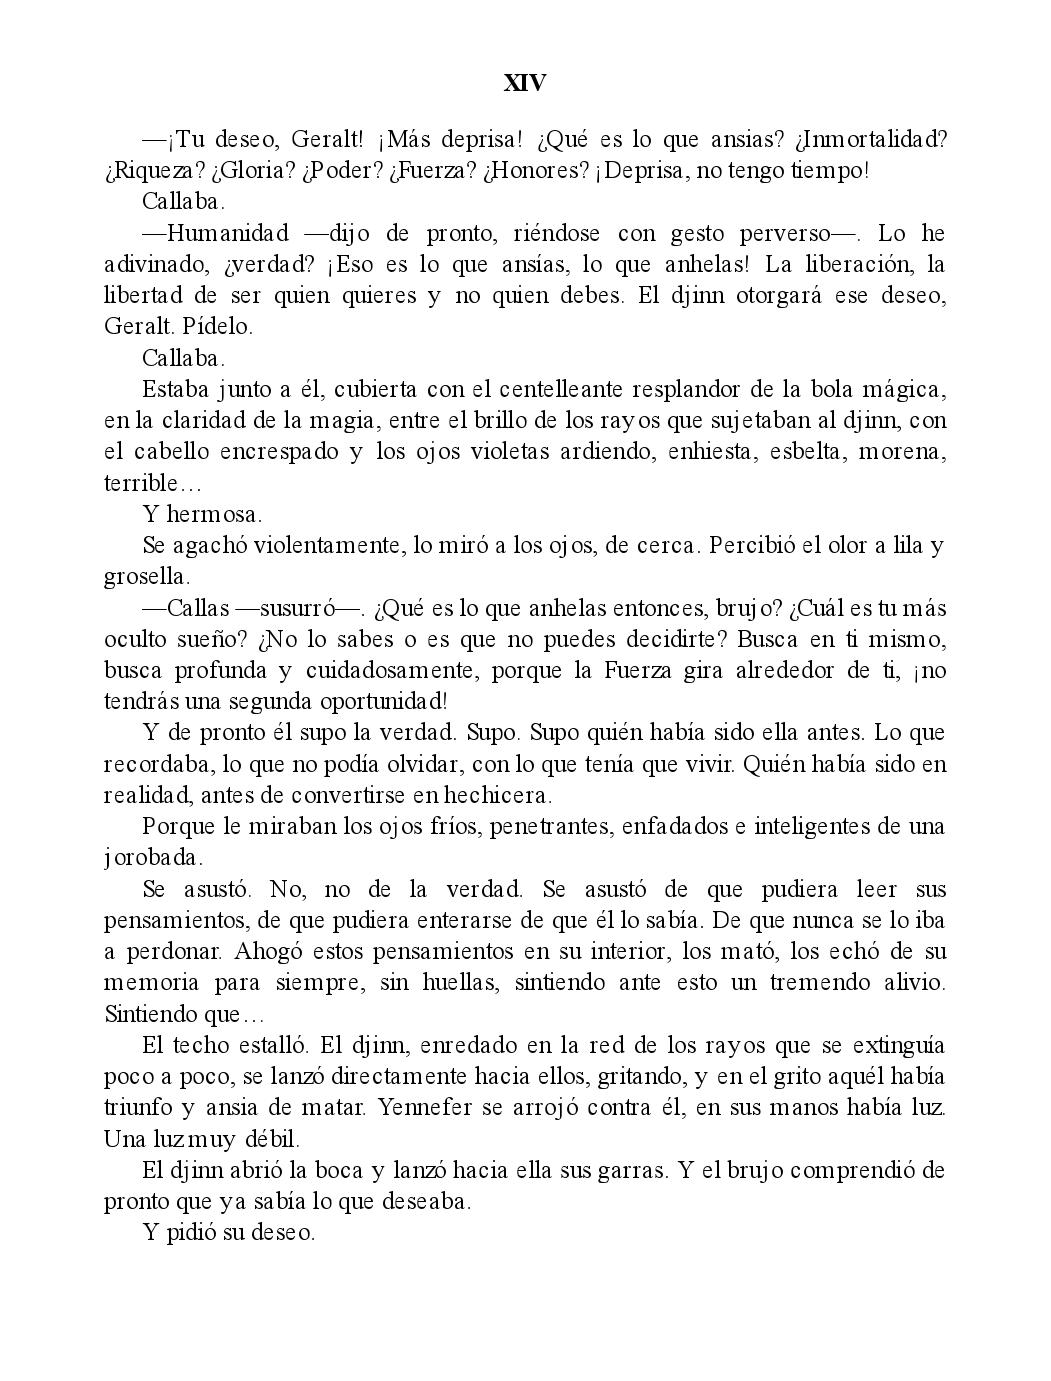 XIV
—¡Tu deseo, Geralt! ¡Más deprisa! ¿Qué es lo que ansias? ¿Inmortalidad?
¿Riqueza? ¿Gloria? ¿Poder? ¿Fuerza? ¿Honores? ¡Deprisa, no tengo tiempo!
Callaba.
—Humanidad —dijo de pronto, riéndose con gesto perverso—. Lo he
adivinado, ¿verdad? ¡Eso es lo que ansías, lo que anhelas! La liberación, la
libertad de ser quien quieres y no quien debes. El djinn otorgará ese deseo,
Geralt. Pídelo.
Callaba.
Estaba junto a él, cubierta con el centelleante resplandor de la bola mágica,
en la claridad de la magia, entre el brillo de los rayos que sujetaban al djinn, con
el cabello encrespado y los ojos violetas ardiendo, enhiesta, esbelta, morena,
terrible…
Y hermosa.
Se agachó violentamente, lo miró a los ojos, de cerca. Percibió el olor a lila y
grosella.
—Callas —susurró—. ¿Qué es lo que anhelas entonces, brujo? ¿Cuál es tu más
oculto sueño? ¿No lo sabes o es que no puedes decidirte? Busca en ti mismo,
busca profunda y cuidadosamente, porque la Fuerza gira alrededor de ti, ¡no
tendrás una segunda oportunidad!
Y de pronto él supo la verdad. Supo. Supo quién había sido ella antes. Lo que
recordaba, lo que no podía olvidar, con lo que tenía que vivir. Quién había sido en
realidad, antes de convertirse en hechicera.
Porque le miraban los ojos fríos, penetrantes, enfadados e inteligentes de una
jorobada.
Se asustó. No, no de la verdad. Se asustó de que pudiera leer sus
pensamientos, de que pudiera enterarse de que él lo sabía. De que nunca se lo iba
a perdonar. Ahogó estos pensamientos en su interior, los mató, los echó de su
memoria para siempre, sin huellas, sintiendo ante esto un tremendo alivio.
Sintiendo que…
El techo estalló. El djinn, enredado en la red de los rayos que se extinguía
poco a poco, se lanzó directamente hacia ellos, gritando, y en el grito aquél había
triunfo y ansia de matar. Yennefer se arrojó contra él, en sus manos había luz.
Una luz muy débil.
El djinn abrió la boca y lanzó hacia ella sus garras. Y el brujo comprendió de
pronto que ya sabía lo que deseaba.
Y pidió su deseo.